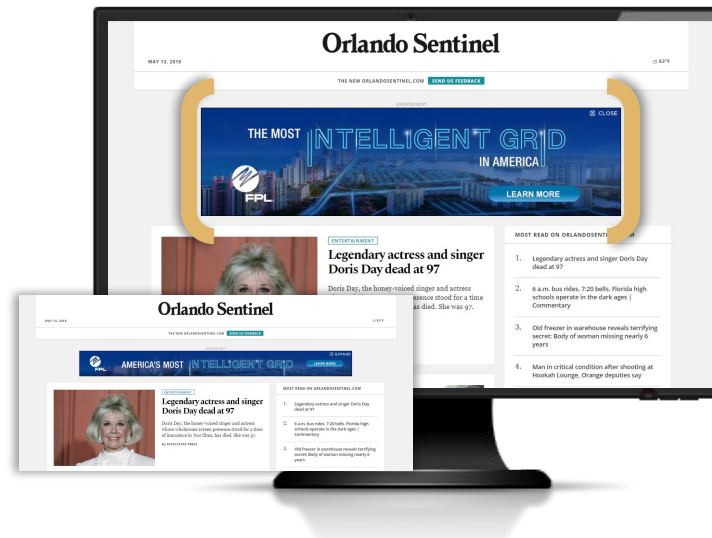 Orlando Sentinel
MAY 13, 2019
83°F
THE NEW ORLANDOSENTINEL.COM SEND US FEEDBACK
ADVERTISEMENT
CLOSE
THE MOST INTELLIGENT GRID
IN AMERICA
FPL
LEARN MORE
ENTERTAINMENT
Legendary actress and singer
Doris Day dead at 97
Doris Day, the honey-voiced singer and actress
presence stood for a time
has died. She was 97.
MOST READ ON ORLANDOSENTINEL.COM
1. Legendary actress and singer Doris Day
dead at 97
2. 6 a.m. bus rides. 7:20 bells. Florida high
schools operate in the dark ages |
Commentary
3. Old freezer in warehouse reveals terrifying
secret: Body of woman missing nearly 6
years
4. Man in critical condition after shooting at
Hookah Lounge, Orange deputies say
Orlando Sentinel
MAY 13, 2019
83°F
THE NEW ORLANDOSENTINEL.COM SEND US FEEDBACK
EXPAND
FPL
AMERICA'S MOST INTELLIGENT GRID
LEARN MORE
ENTERTAINMENT
Legendary actress and singer
Doris Day dead at 97
Doris Day, the honey-voiced singer and actress
whose wholesome screen presence stood for a time
of innocence in '60s films, has died. She was 97.
By ASSOCIATED PRESS
MOST READ ON ORLANDOSENTINEL.COM
1. Legendary actress and singer Doris Day
dead at 97
2. 6 a.m. bus rides. 7:20 bells. Florida high
schools operate in the dark ages |
Commentary
3. Old freezer in warehouse reveals terrifying
secret: Body of woman missing nearly 6
years